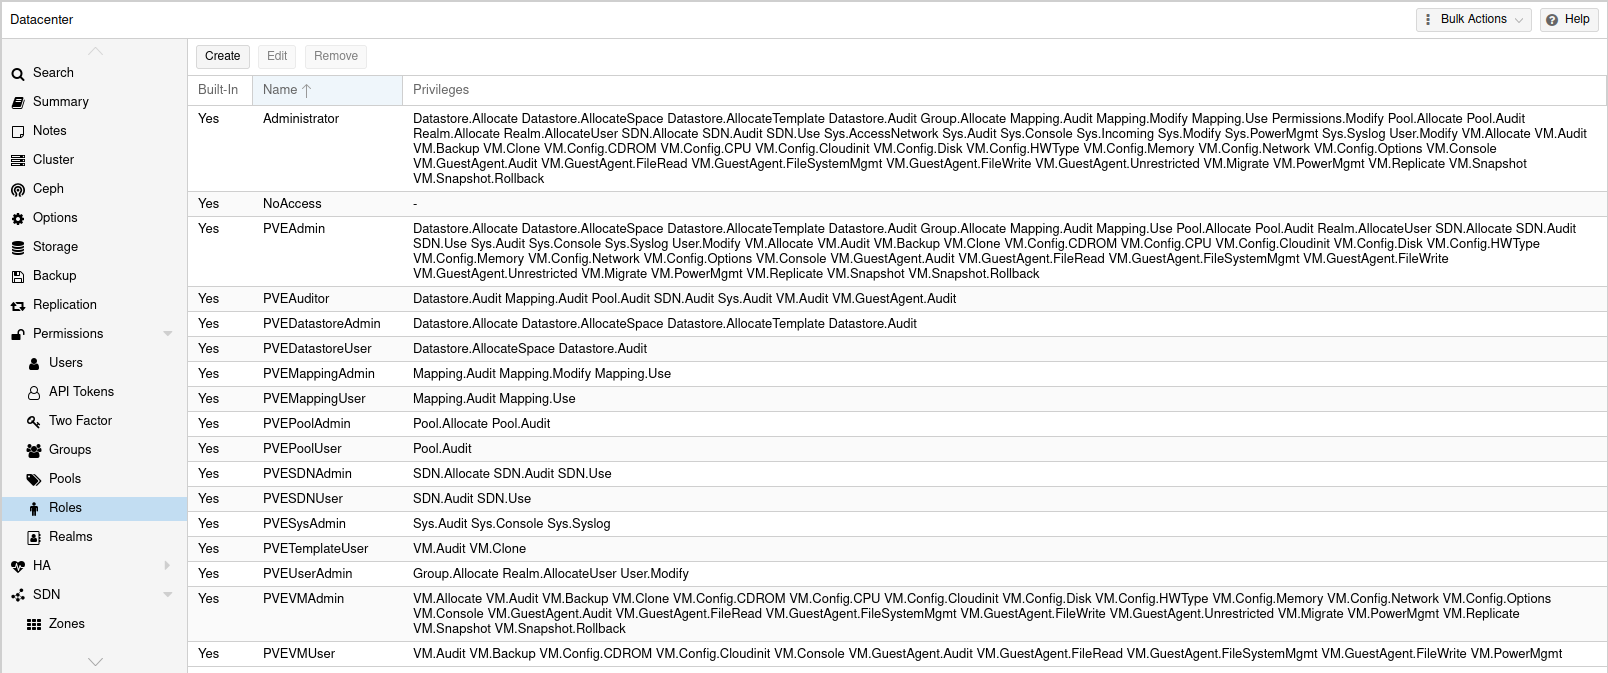 Datacenter
Bulk Actions
Help
Search
Summary
Notes
Cluster
Ceph
Options
Storage
Backup
Replication
Permissions
Users
API Tokens
Two Factor
Groups
Pools
Roles
Realms
HA
SDN
Zones
Create Edit Remove
Built-In Name Privileges
Yes Administrator Datastore.Allocate Datastore.AllocateSpace Datastore.AllocateTemplate Datastore.Audit Group.Allocate Mapping.Audit Mapping.Modify Mapping.Use Permissions.Modify Pool.Allocate Pool.Audit
Realm.Allocate Realm.AllocateUser SDN.Allocate SDN.Audit SDN.Use Sys.AccessNetwork Sys.Audit Sys.Console Sys.Incoming Sys.Modify Sys.PowerMgmt Sys.Syslog User.Modify VM.Allocate VM.Audit
VM.Backup VM.Clone VM.Config.CDROM VM.Config.CPU VM.Config.Cloudinit VM.Config.Disk VM.Config.HWType VM.Config.Memory VM.Config.Network VM.Config.Options VM.Console
VM.GuestAgent.Audit VM.GuestAgent.FileRead VM.GuestAgent.FileSystemMgmt VM.GuestAgent.FileWrite VM.GuestAgent.Unrestricted VM.Migrate VM.PowerMgmt VM.Replicate VM.Snapshot
VM.Snapshot.Rollback
Yes NoAccess -
Yes PVEAdmin Datastore.Allocate Datastore.AllocateSpace Datastore.AllocateTemplate Datastore.Audit Group.Allocate Mapping.Audit Mapping.Use Pool.Allocate Pool.Audit Realm.AllocateUser SDN.Allocate SDN.Audit
SDN.Use Sys.Audit Sys.Console Sys.Syslog User.Modify VM.Allocate VM.Audit VM.Backup VM.Clone VM.Config.CDROM VM.Config.CPU VM.Config.Cloudinit VM.Config.Disk VM.Config.HWType
VM.Config.Memory VM.Config.Network VM.Config.Options VM.Console VM.GuestAgent.Audit VM.GuestAgent.FileRead VM.GuestAgent.FileSystemMgmt VM.GuestAgent.FileWrite
VM.GuestAgent.Unrestricted VM.Migrate VM.PowerMgmt VM.Replicate VM.Snapshot VM.Snapshot.Rollback
Yes PVEAuditor Datastore.Audit Mapping.Audit Pool.Audit SDN.Audit Sys.Audit VM.Audit VM.GuestAgent.Audit
Yes PVEDatastoreAdmin Datastore.Allocate Datastore.AllocateSpace Datastore.AllocateTemplate Datastore.Audit
Yes PVEDatastoreUser Datastore.AllocateSpace Datastore.Audit
Yes PVEMappingAdmin Mapping.Audit Mapping.Modify Mapping.Use
Yes PVEMappingUser Mapping.Audit Mapping.Use
Yes PVEPoolAdmin Pool.Allocate Pool.Audit
Yes PVEPoolUser Pool.Audit
Yes PVESDNAdmin SDN.Allocate SDN.Audit SDN.Use
Yes PVESDNUser SDN.Audit SDN.Use
Yes PVESysAdmin Sys.Audit Sys.Console Sys.Syslog
Yes PVETemplateUser VM.Audit VM.Clone
Yes PVEUserAdmin Group.Allocate Realm.AllocateUser User.Modify
Yes PVEVMAdmin VM.Allocate VM.Audit VM.Backup VM.Clone VM.Config.CDROM VM.Config.CPU VM.Config.Cloudinit VM.Config.Disk VM.Config.HWType VM.Config.Memory VM.Config.Network VM.Config.Options
VM.Console VM.GuestAgent.Audit VM.GuestAgent.FileRead VM.GuestAgent.FileSystemMgmt VM.GuestAgent.FileWrite VM.GuestAgent.Unrestricted VM.Migrate VM.PowerMgmt VM.Replicate
VM.Snapshot VM.Snapshot.Rollback
Yes PVEVMUser VM.Audit VM.Backup VM.Config.CDROM VM.Config.Cloudinit VM.Console VM.GuestAgent.Audit VM.GuestAgent.FileRead VM.GuestAgent.FileSystemMgmt VM.GuestAgent.FileWrite VM.PowerMgmt